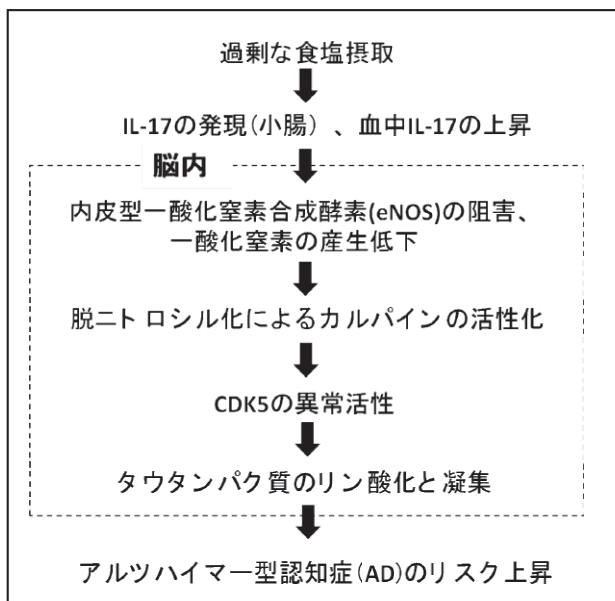 過剰な食塩摂取
IL-17の発現(小腸) 、血中IL-17の上昇
脳内
内皮型一酸化窒素合成酵素(eNOS)の阻害、
一酸化窒素の産生低下
脱ニトロシル化によるカルパインの活性化
CDK5の異常活性
タウタンパク質のリン酸化と凝集
アルツハイマー型認知症(AD)のリスク上昇